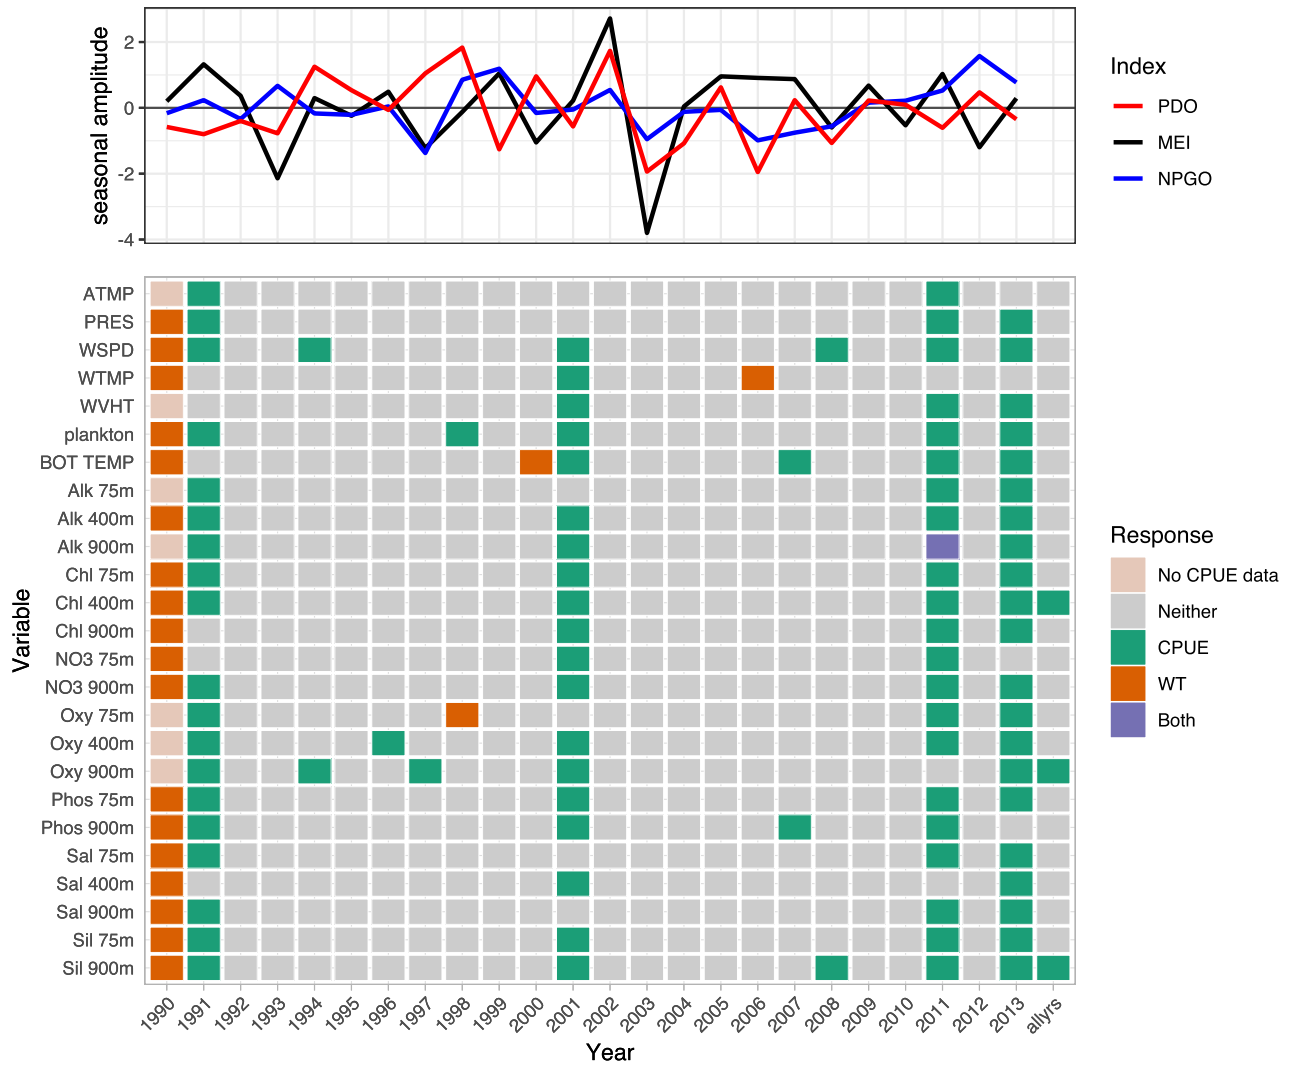 seasonal amplitude
2
0
-2
-4
Index
PDO
MEI
NPGO
Variable
ATMP
PRES
WSPD
WTMP
WVHT
plankton
BOT TEMP
Alk 75m
Alk 400m
Alk 900m
Chl 75m
Chl 400m
Chl 900m
NO3 75m
NO3 900m
Oxy 75m
Oxy 400m
Oxy 900m
Phos 75m
Phos 900m
Sal 75m
Sal 400m
Sal 900m
Sil 75m
Sil 900m
1990 1991 1992 1993 1994 1995 1996 1997 1998 1999 2000 2001 2002 2003 2004 2005 2006 2007 2008 2009 2010 2011 2012 2013 allyrs
Year
Response
No CPUE data
Neither
CPUE
WT
Both